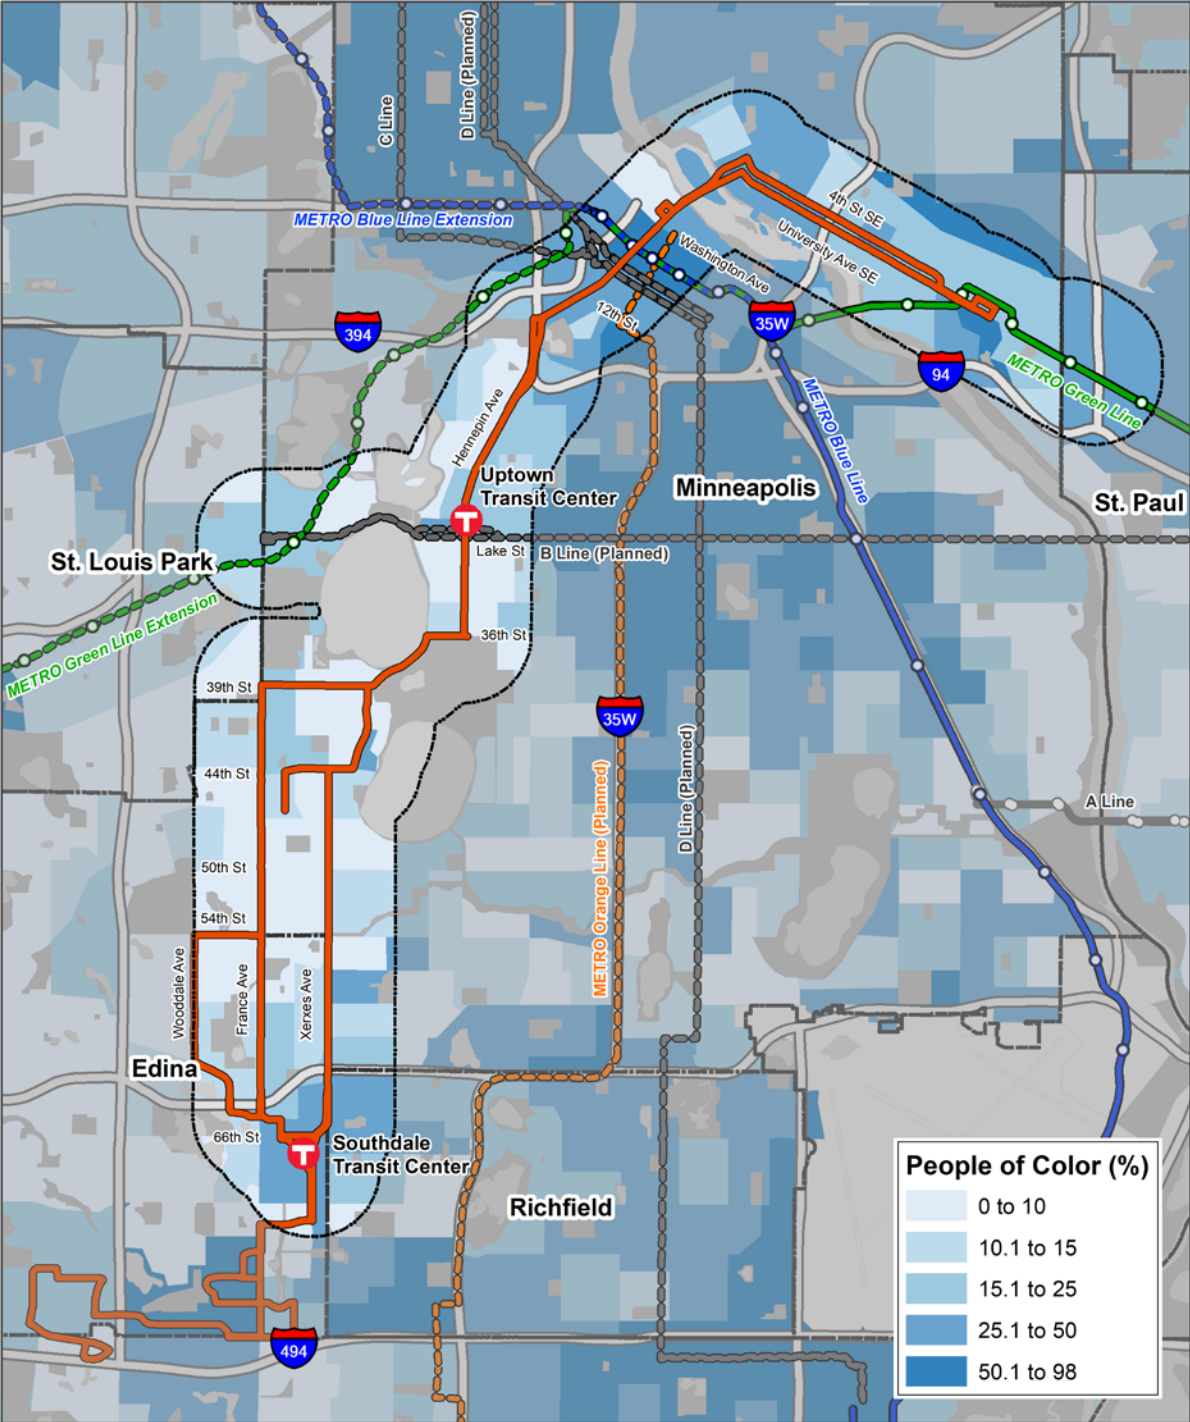 C Line
D Line (Planned)
METRO Blue Line Extension
4th St SE
University Ave SE
Washington Ave
12th St
394
35W
94
METRO Green Line
METRO Blue Line
Hennepin Ave
Uptown
Transit Center
Minneapolis
St. Paul
Lake St
B Line (Planned)
St. Louis Park
METRO Green Line Extension
36th St
39th St
35W
44th St
METRO Orange Line (Planned)
D Line (Planned)
A Line
50th St
54th St
Wooddale Ave
France Ave
Xerxes Ave
Edina
66th St
Southdale
Transit Center
Richfield
494
People of Color (%)
0 to 10
10.1 to 15
15.1 to 25
25.1 to 50
50.1 to 98